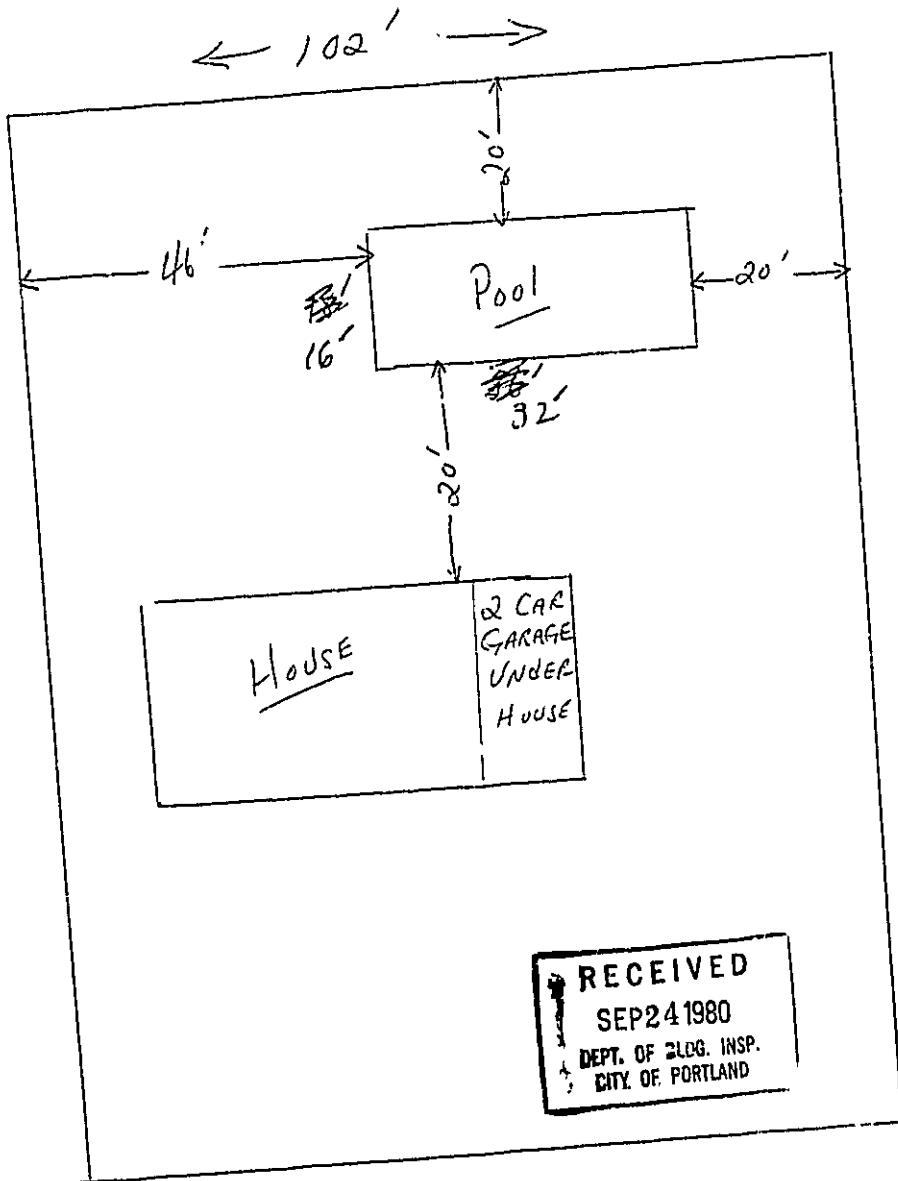 102'
20'
46'
Pool
20'
16'
32'
20'
House
2 CAR
GARAGE
UNDER
HOUSE
RECEIVED
SEP 24 1980
DEPT. OF BLDG. INSP.
CITY OF PORTLAND